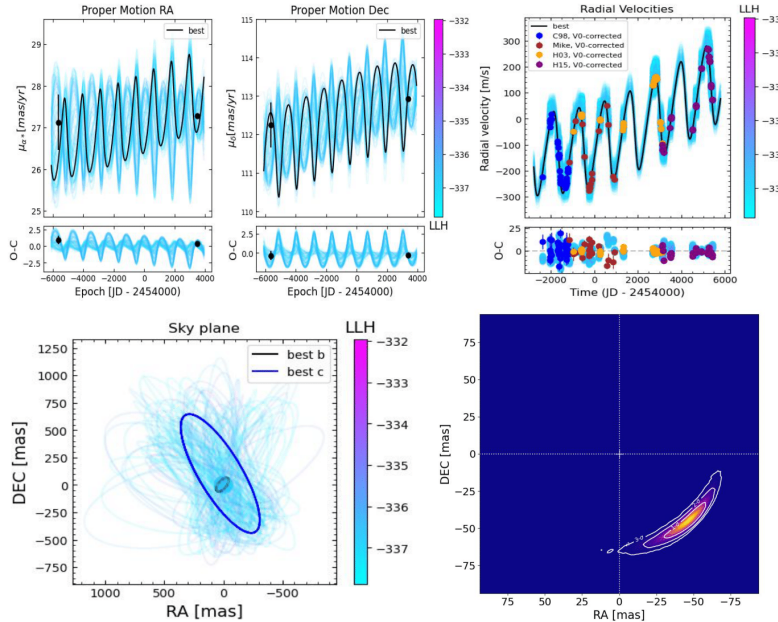 Proper Motion RA
29
28
27
26
25
μα* [mas/yr]
best
2.5
0.0
−2.5
O-C
−6000 −4000 −2000 0 2000 4000
Epoch [JD - 2454000]
Proper Motion Dec
115
114
113
112
111
110
μδ[mas/yr]
best
2.5
0.0
O-C
−6000 −4000 −2000 0 2000 4000
Epoch [JD - 2454000]
−332
−333
−334
−335
−336
−337
LLH
Radial Velocities
LLH
300
200
100
0
−100
−200
−300
Radial velocity [m/s]
best
C98, V0-corrected
Mike, V0-corrected
H03, V0-corrected
H15, V0-corrected
25
0
−25
O-C
−2000 0 2000 4000 6000
Time (JD - 2454000)
−3
−3
−3
−3
−3
−3
Sky plane
LLH
1250
1000
750
500
250
0
−250
−500
−750
DEC [mas]
best b
best c
1000 500 0 −500
RA [mas]
−332
−333
−334
−335
−336
−337
75
50
25
0
−25
−50
−75
DEC [mas]
75 50 25 0 −25 −50 −75
RA [mas]